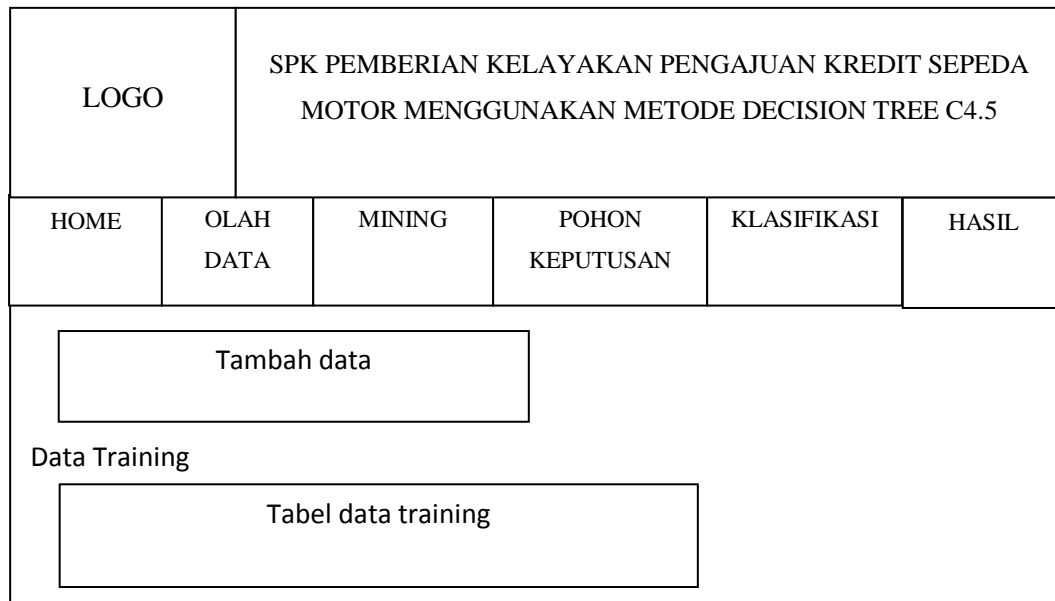 LOGO
SPK PEMBERIAN KELAYAKAN PENGAJUAN KREDIT SEPEDA
MOTOR MENGGUNAKAN METODE DECISION TREE C4.5
HOME
OLAH
DATA
MINING
POHON
KEPUTUSAN
KLASIFIKASI
HASIL
Tambah data
Data Training
Tabel data training